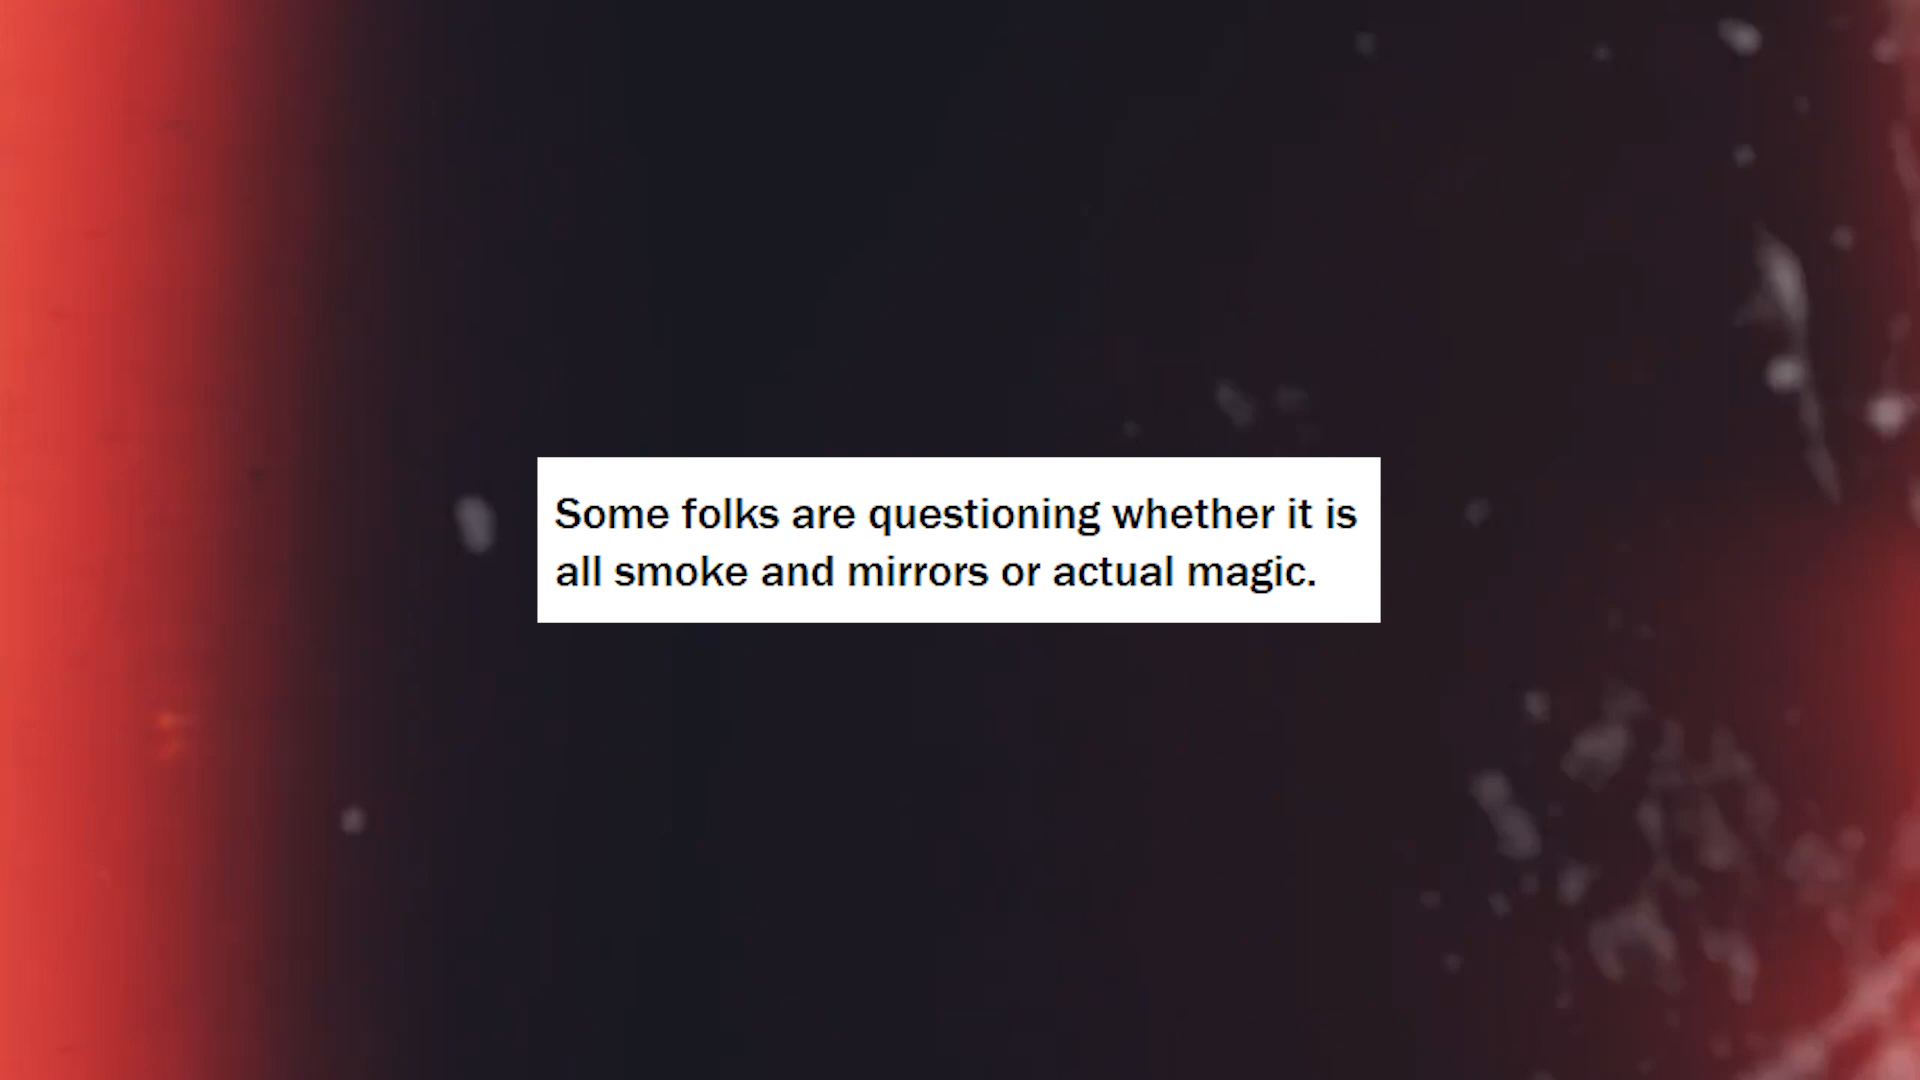 Some folks are questioning whether it is
all smoke and mirrors or actual magic.